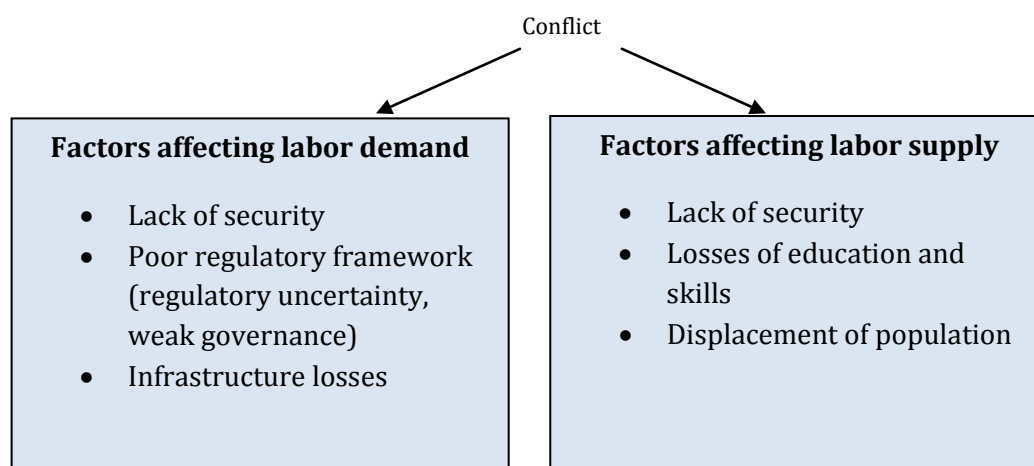 Conflict
Factors affecting labor demand
• Lack of security
• Poor regulatory framework
(regulatory uncertainty,
weak governance)
• Infrastructure losses
Factors affecting labor supply
• Lack of security
• Losses of education and
skills
• Displacement of population